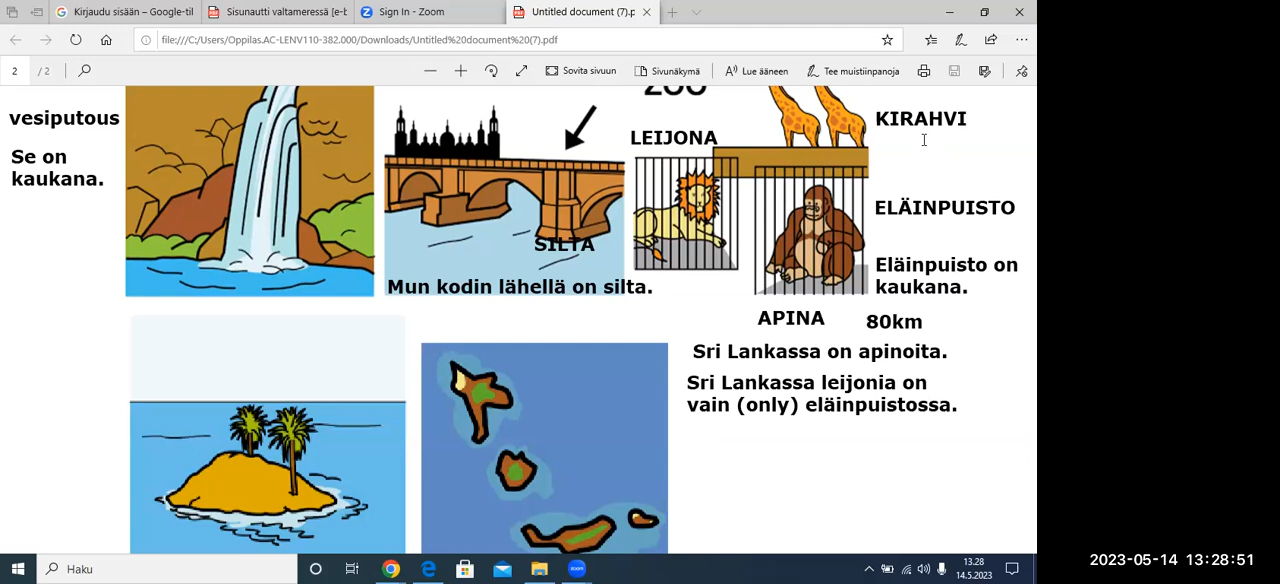 Kirjaudu sisään – Google-til
Sisunautti valtameressä [e-b
Sign In - Zoom
Untitled document (7).p
file:///C:/Users/Oppilas.AC-LENV110-382.000/Downloads/Untitled%20document%20(7).pdf
2 / 2
Sovita sivuun
Sivunäkymä
Lue ääneen
Tee muistiinpanoja
ZOO
vesiputous
Se on
kaukana.
LEIJONA
KIRAHVI
ELÄINPUISTO
SILTA
Mun kodin lähellä on silta.
Eläinpuisto on
kaukana.
APINA
80km
Sri Lankassa on apinoita.
Sri Lankassa leijonia on
vain (only) eläinpuistossa.
Haku
zoom
13.28
14.5.2023
2023-05-14 13:28:51